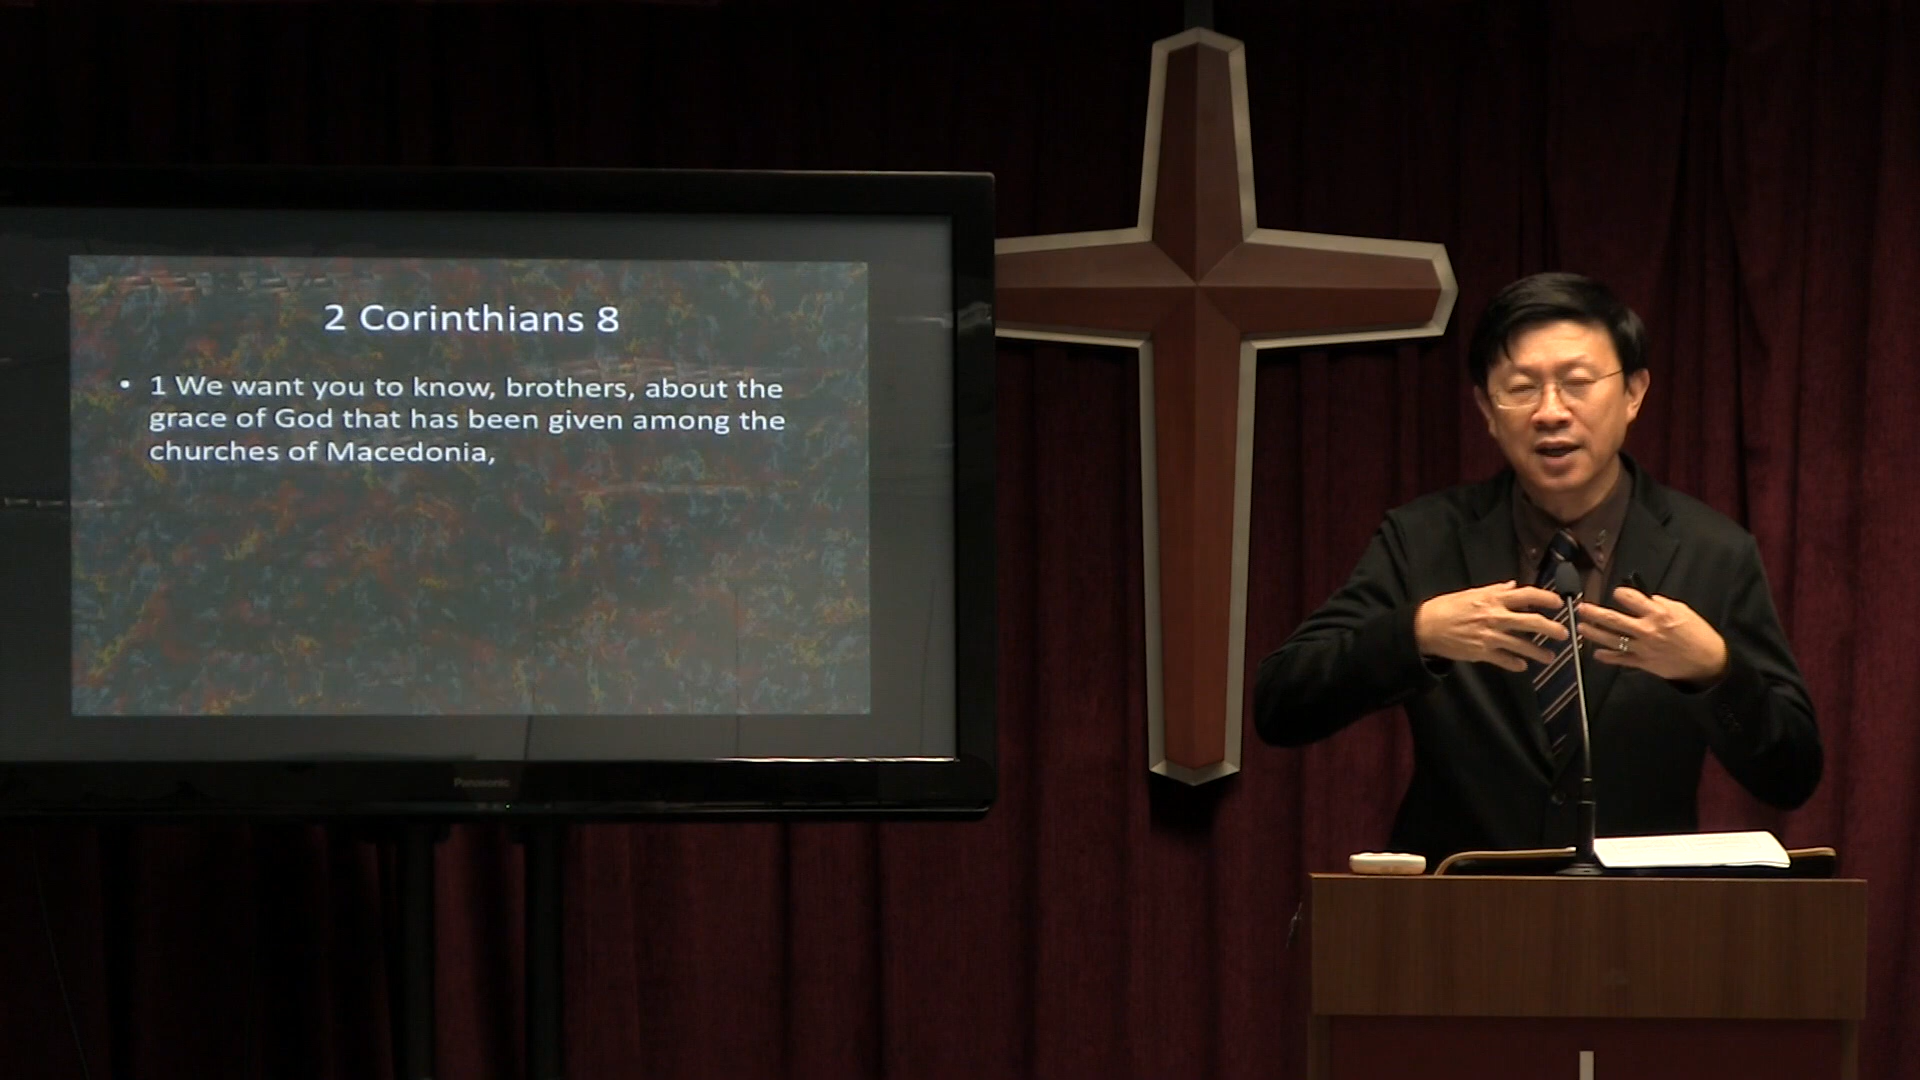 2 Corinthians 8
• 1 We want you to know, brothers, about the
grace of God that has been given among the
churches of Macedonia,
Panasonic